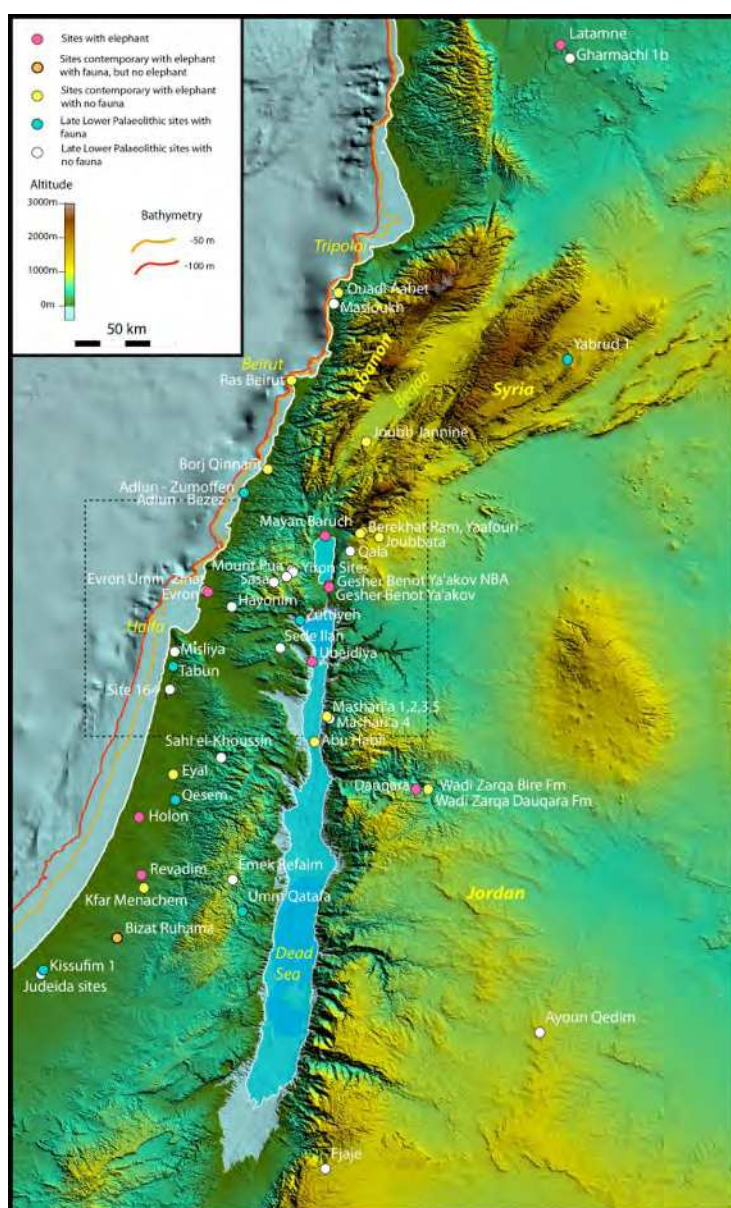 Sites with elephant
Sites contemporary with elephant
with fauna, but no elephant
Sites contemporary with elephant
with no fauna
Late Lower Palaeolithic sites with
fauna
Late Lower Palaeolithic sites with
no fauna
Altitude
3000m
2000m
1000m
0m
Bathymetry
-50 m
-100 m
50 km
Latamne
Gharmachi 1b
Tripoloi
Ouadi Aabet
Masloukh
Lebanon
Yabrud 1
Beirut
Ras Beirut
Syria
Joubb Jannine
Borj Qinnarit
Adlun - Zumoffen
Adlun - Bezez
Mayan Baruch
Berekhat Ram, Yaafouri
Joubbata
Qala
Mount Pua
Yiron Sites
Sasa
Evron Umm Zinat
Evron
Gesher Benot Ya'akov NBA
Gesher Benot Ya'akov
Hayonim
Zuttiyeh
Haifa
Sede Ilan
Misliya
Ubeidiya
Tabun
Site 164
Mashari'a 1,2,3,5
Mashari'a 4
Abu Habil
Sahl el-Khoussin
Eyal
Qesem
Dauqara
Wadi Zarqa Bire Fm
Wadi Zarqa Dauqara Fm
Holon
Revadim
Emek Refaim
Kfar Menachem
Umm Qatafa
Jordan
Bizat Ruhama
Dead
Sea
Kissufim 1
Judeida sites
Ayoun Qedim
Fjaje